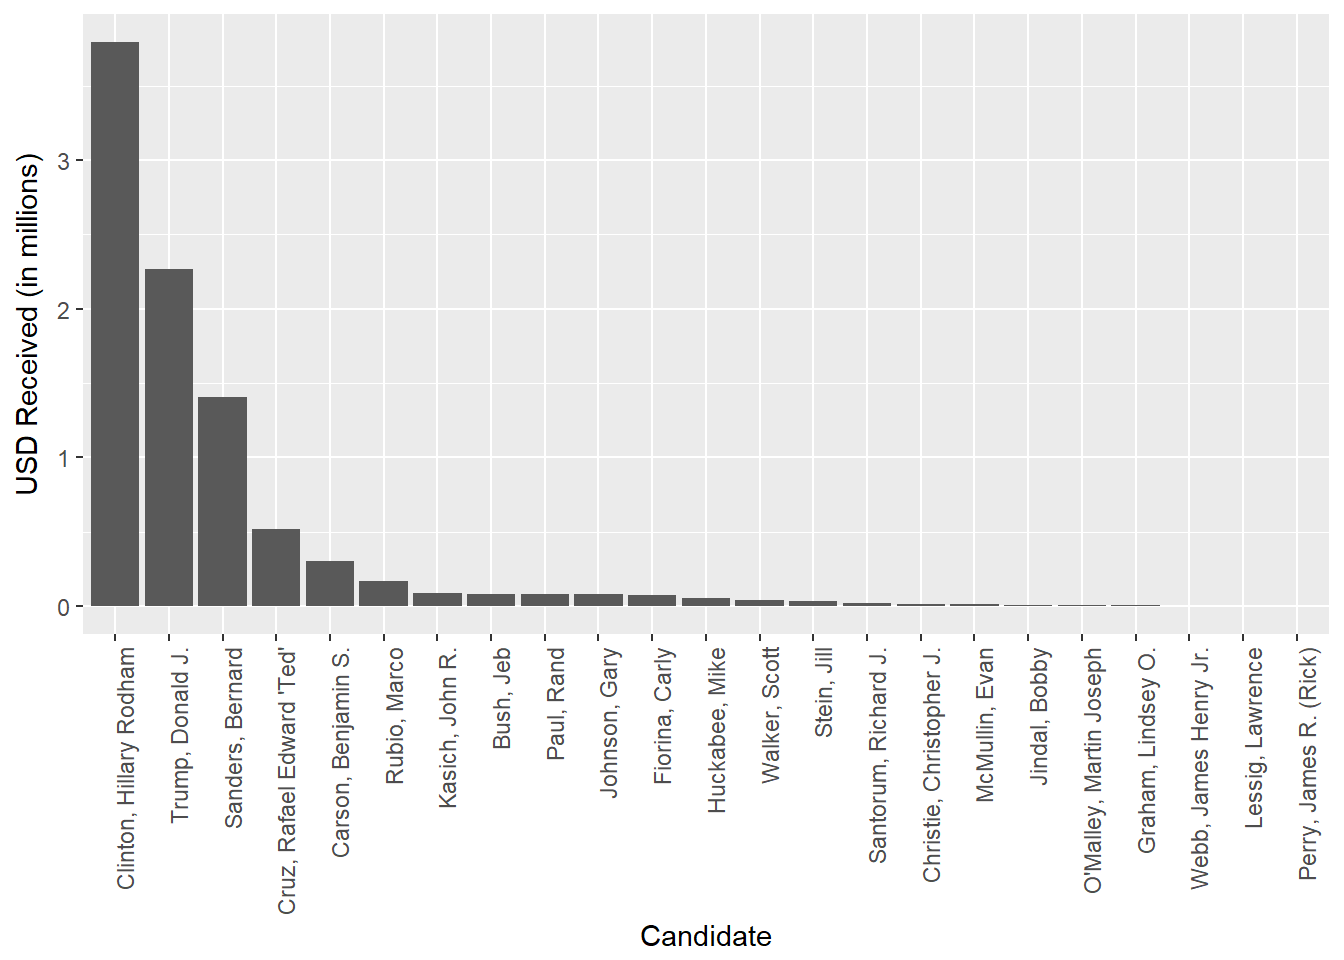 USD Received (in millions)
3
2
1
0
Clinton, Hillary Rodham
Trump, Donald J.
Sanders, Bernard
Cruz, Rafael Edward 'Ted'
Carson, Benjamin S.
Rubio, Marco
Kasich, John R.
Bush, Jeb
Paul, Rand
Johnson, Gary
Fiorina, Carly
Huckabee, Mike
Walker, Scott
Stein, Jill
Santorum, Richard J.
Christie, Christopher J.
McMullin, Evan
Jindal, Bobby
O'Malley, Martin Joseph
Graham, Lindsey O.
Webb, James Henry Jr.
Lessig, Lawrence
Perry, James R. (Rick)
Candidate